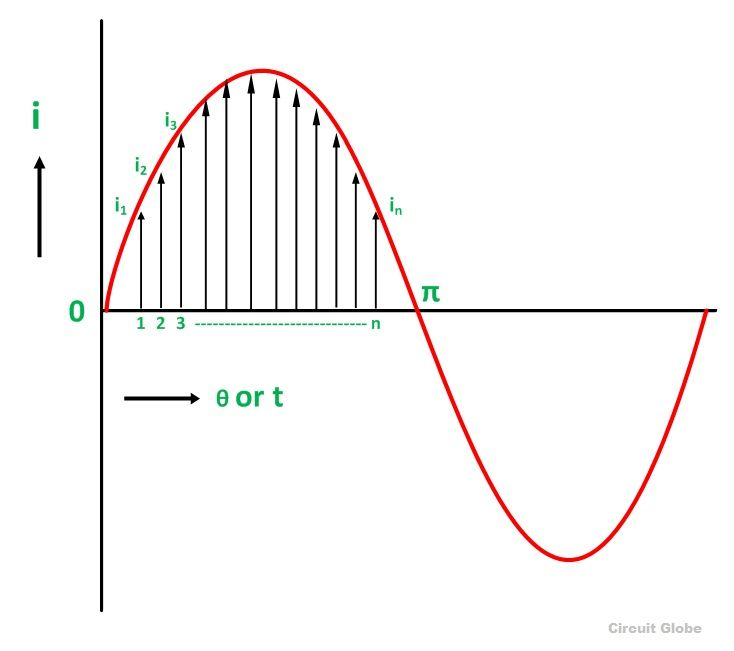 i
i3
i2
i1
in
π
0
1 2 3 ------------------------------ n
θ or t
Circuit Globe